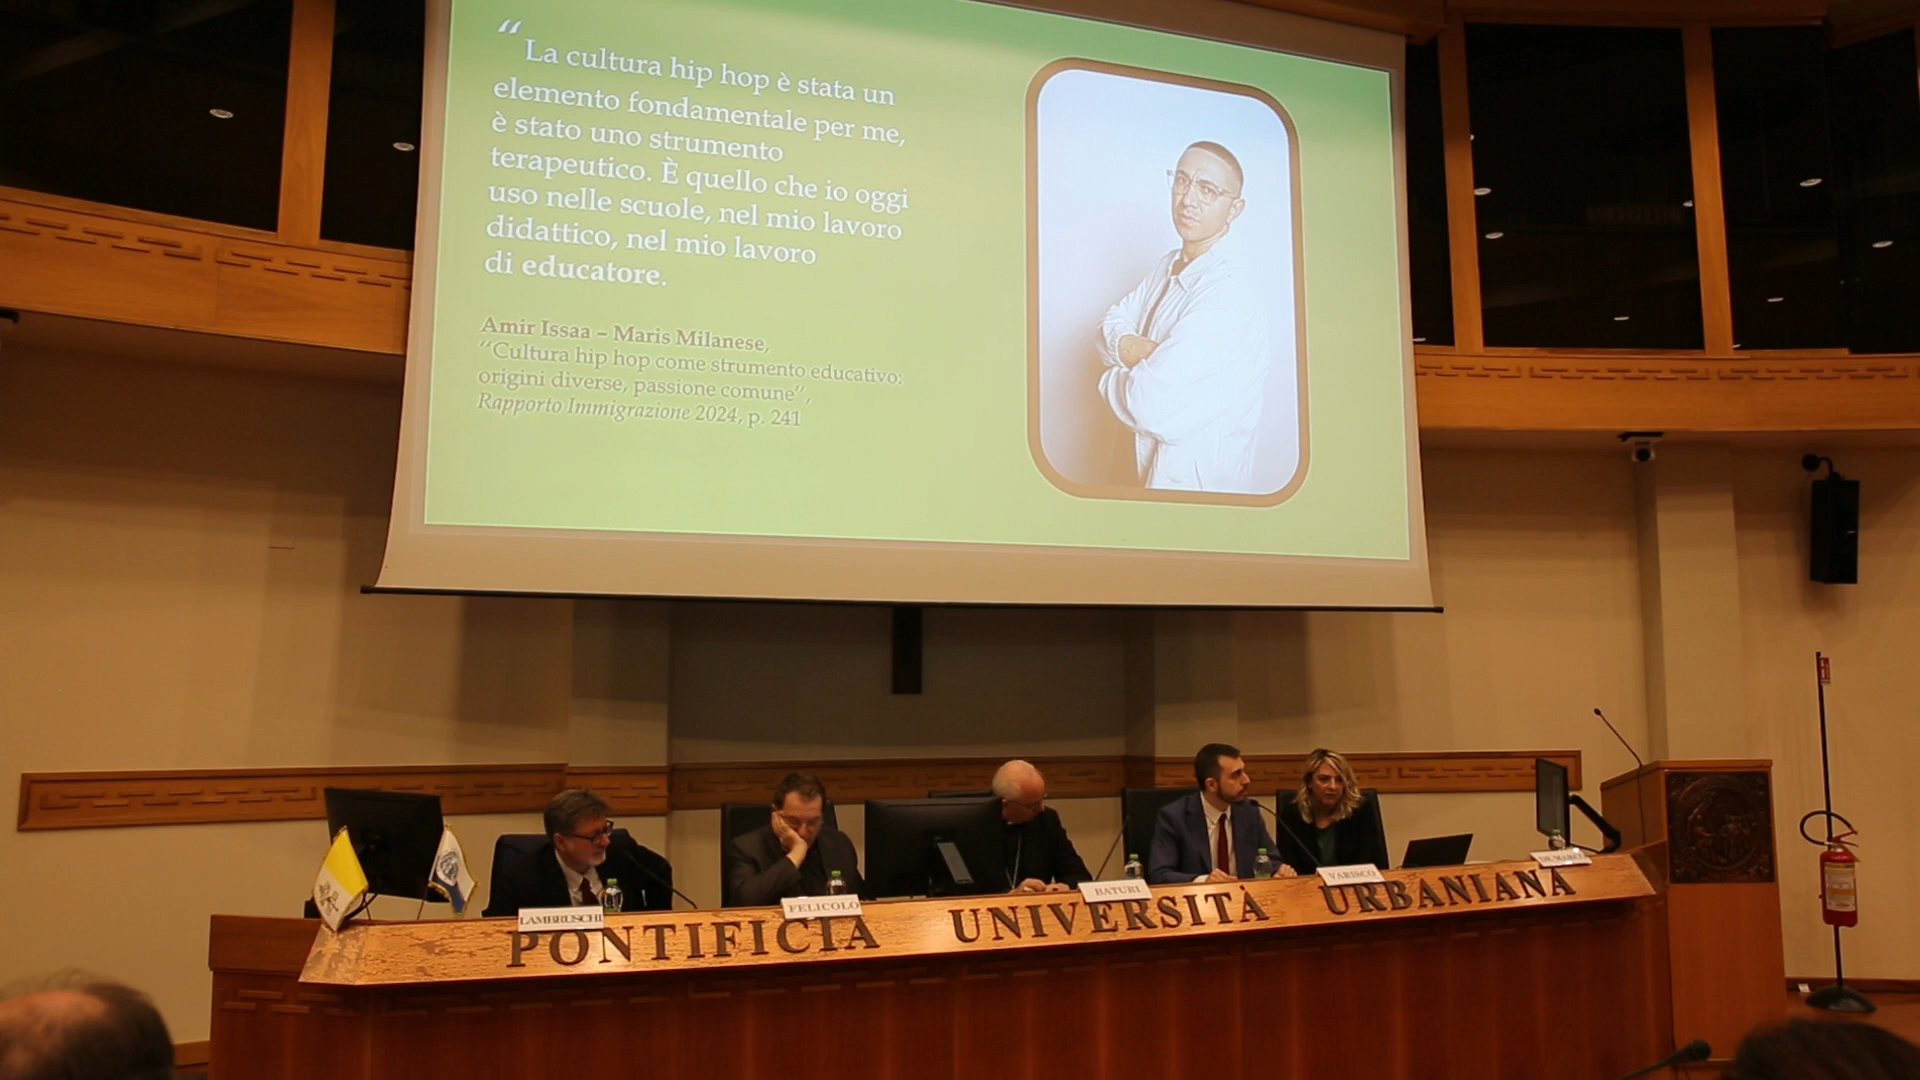 “La cultura hip hop è stata un
elemento fondamentale per me,
è stato uno strumento
terapeutico. È quello che io oggi
uso nelle scuole, nel mio lavoro
didattico, nel mio lavoro
di educatore.
Amir Issaa – Maris Milanese,
“Cultura hip hop come strumento educativo:
origini diverse, passione comune”,
Rapporto Immigrazione 2024, p. 241
LAMBRUSCHI
FELICOLO
BATURI
VARISCO
PONTIFICIA UNIVERSITÀ URBANIANA